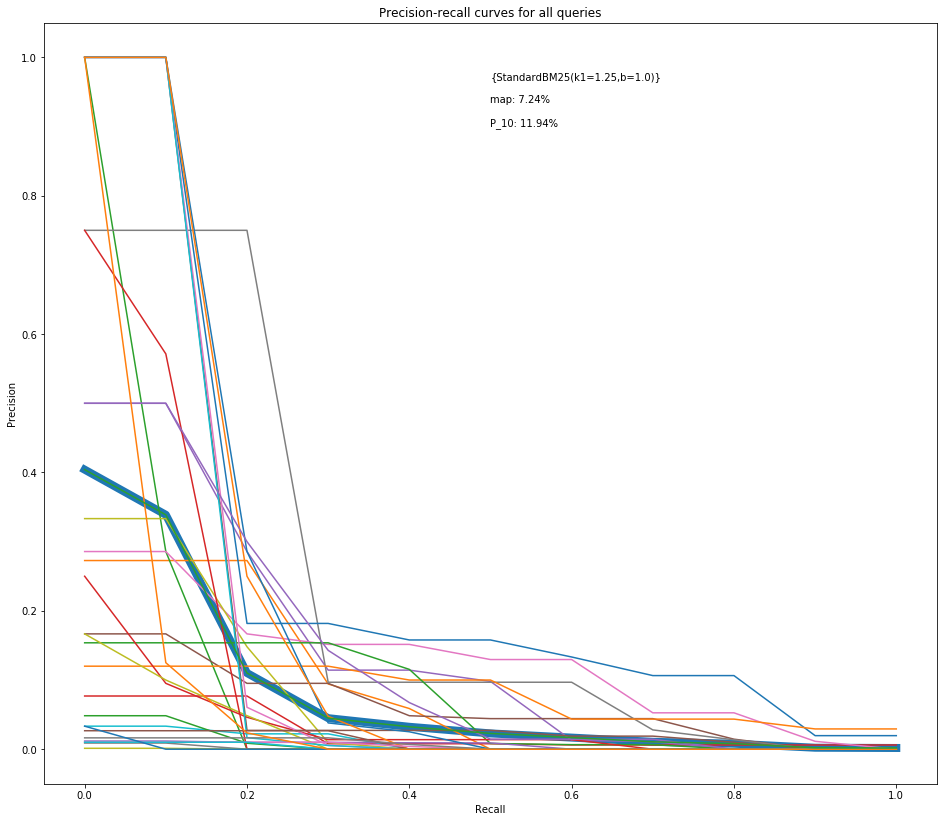 Precision-recall curves for all queries
{StandardBM25(k1=1.25,b=1.0)}
map: 7.24%
P_10: 11.94%
Precision
1.0
0.8
0.6
0.4
0.2
0.0
0.0 0.2 0.4 0.6 0.8 1.0
Recall